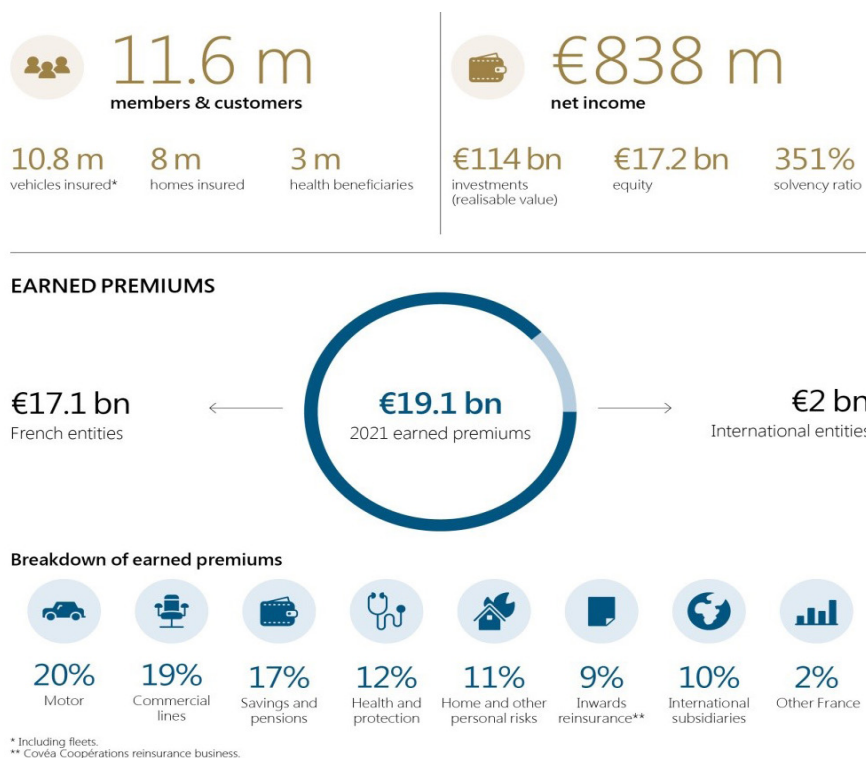 11.6 m
members & customers
10.8 m
vehicles insured*
8 m
homes insured
3 m
health beneficiaries
€838 m
net income
€114 bn
investments
(realisable value)
€17.2 bn
equity
351%
solvency ratio
EARNED PREMIUMS
€17.1 bn
French entities
€19.1 bn
2021 earned premiums
€2 bn
International entities
Breakdown of earned premiums
20%
Motor
19%
Commercial
lines
17%
Savings and
pensions
12%
Health and
protection
11%
Home and other
personal risks
9%
Inwards
reinsurance**
10%
International
subsidiaries
2%
Other France
* Including fleets.
** Covéa Coopérations reinsurance business.